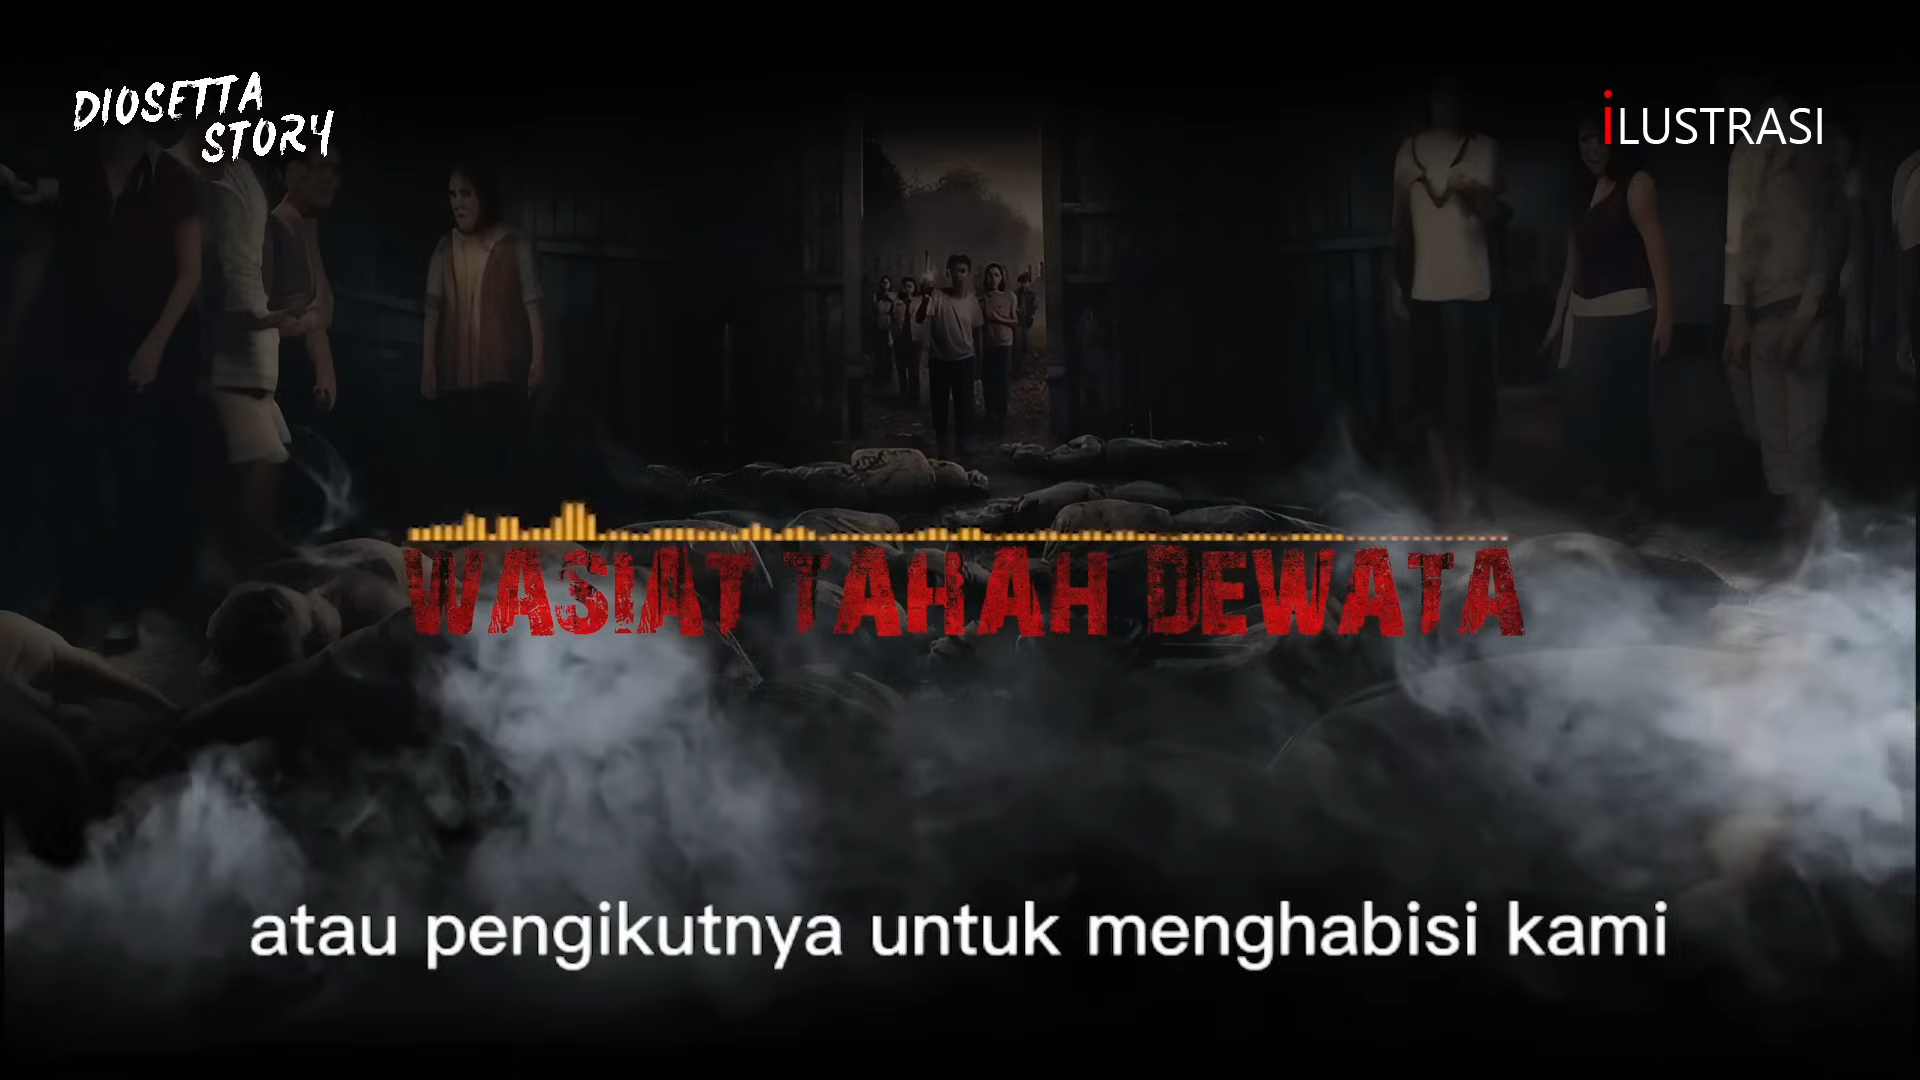 DIOSETTA
STORY
iLUSTRASI
WASIAT TAHAH DEWATA
atau pengikutnya untuk menghabisi kami